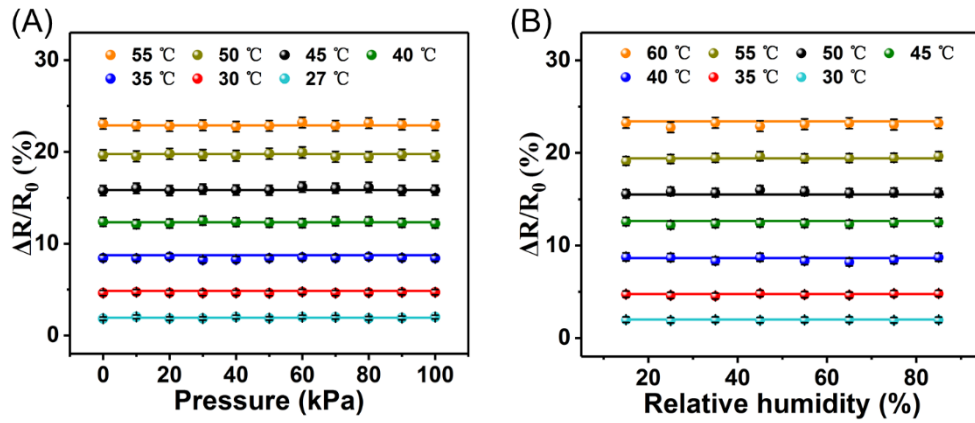 (A)
55 ℃ 50 ℃ 45 ℃ 40 ℃
35 ℃ 30 ℃ 27 ℃
30
20
10
0
ΔR/R₀ (%)
0 20 40 60 80 100
Pressure (kPa)
(B)
60 ℃ 55 ℃ 50 ℃ 45 ℃
40 ℃ 35 ℃ 30 ℃
30
20
10
0
ΔR/R₀ (%)
20 40 60 80
Relative humidity (%)